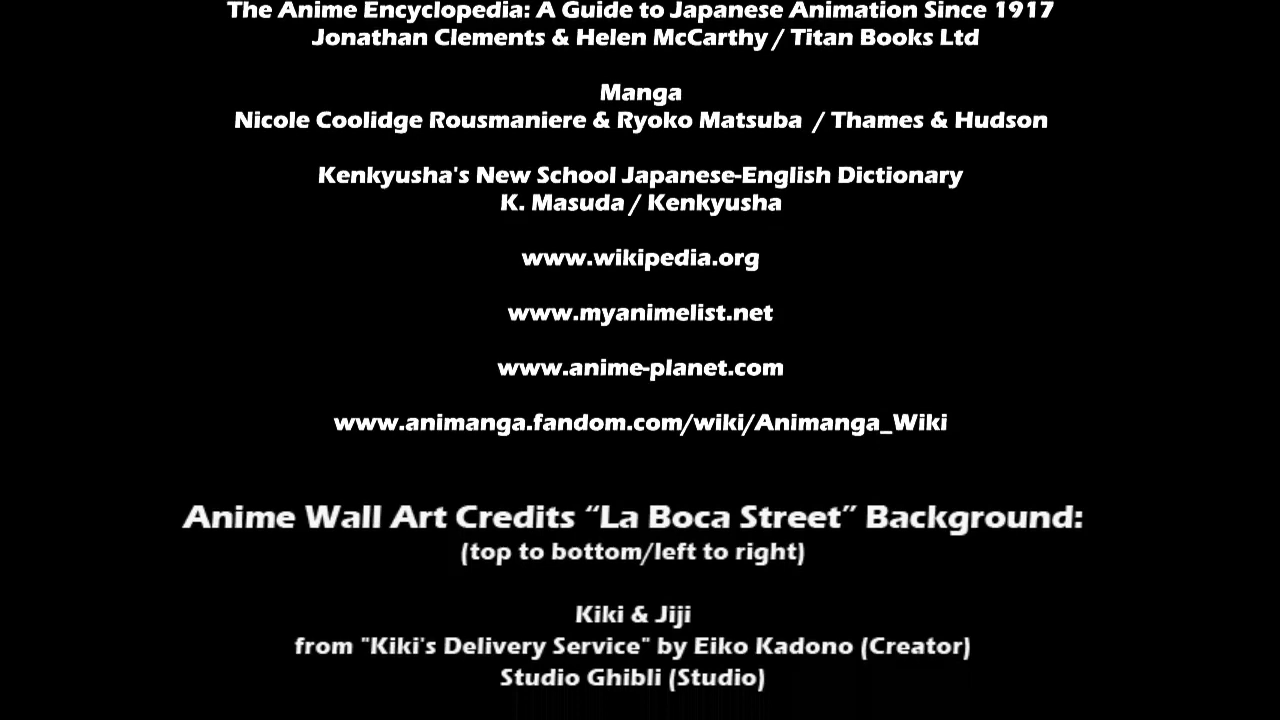 The Anime Encyclopedia: A Guide to Japanese Animation Since 1917
Jonathan Clements & Helen McCarthy / Titan Books Ltd
Manga
Nicole Coolidge Rousmaniere & Ryoko Matsuba / Thames & Hudson
Kenkyusha's New School Japanese-English Dictionary
K. Masuda / Kenkyusha
www.wikipedia.org
www.myanimelist.net
www.anime-planet.com
www.animanga.fandom.com/wiki/Animanga_Wiki
Anime Wall Art Credits “La Boca Street” Background:
(top to bottom/left to right)
Kiki & Jiji
from "Kiki's Delivery Service" by Eiko Kadono (Creator)
Studio Ghibli (Studio)